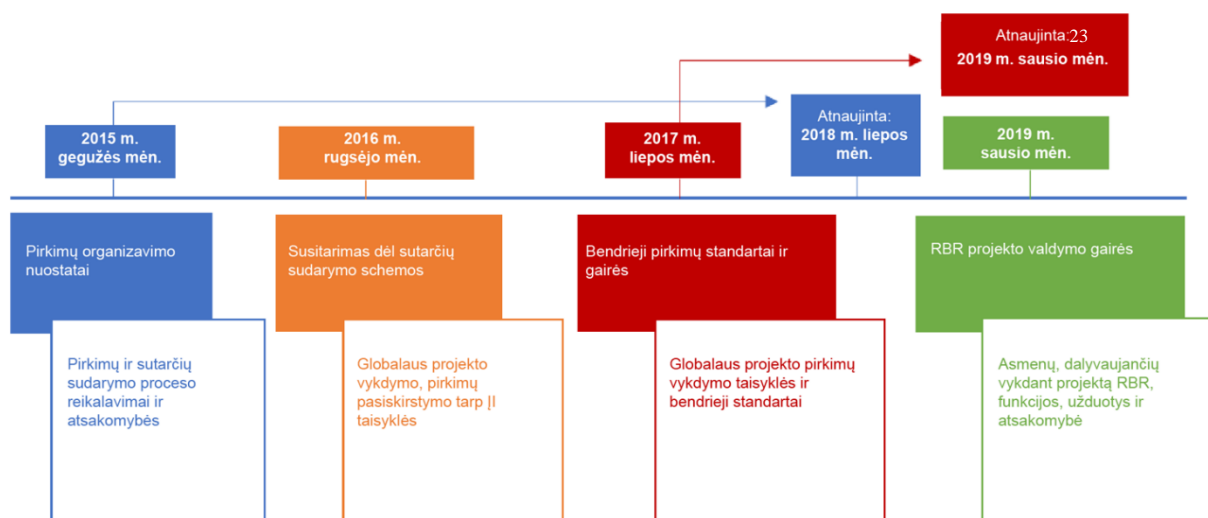 Atnaujinta:23
2019 m. sausio mėn.
2015 m.
gegužės mėn.
2016 m.
rugsėjo mėn.
2017 m.
liepos mėn.
Atnaujinta:
2018 m. liepos
mėn.
2019 m.
sausio mėn.
Pirkimų organizavimo
nuostatai
Susitarimas dėl sutarčių
sudarymo schemos
Bendrieji pirkimų standartai ir
gairės
RBR projekto valdymo gairės
Pirkimų ir sutarčių
sudarymo proceso
reikalavimai ir
atsakomybės
Globalaus projekto
vykdymo, pirkimų
pasiskirstymo tarp ĮI
taisyklės
Globalaus projekto pirkimų
vykdymo taisyklės ir
bendrieji standartai
Asmenų, dalyvaujančių
vykdant projektą RBR,
funkcijos, užduotys ir
atsakomybė